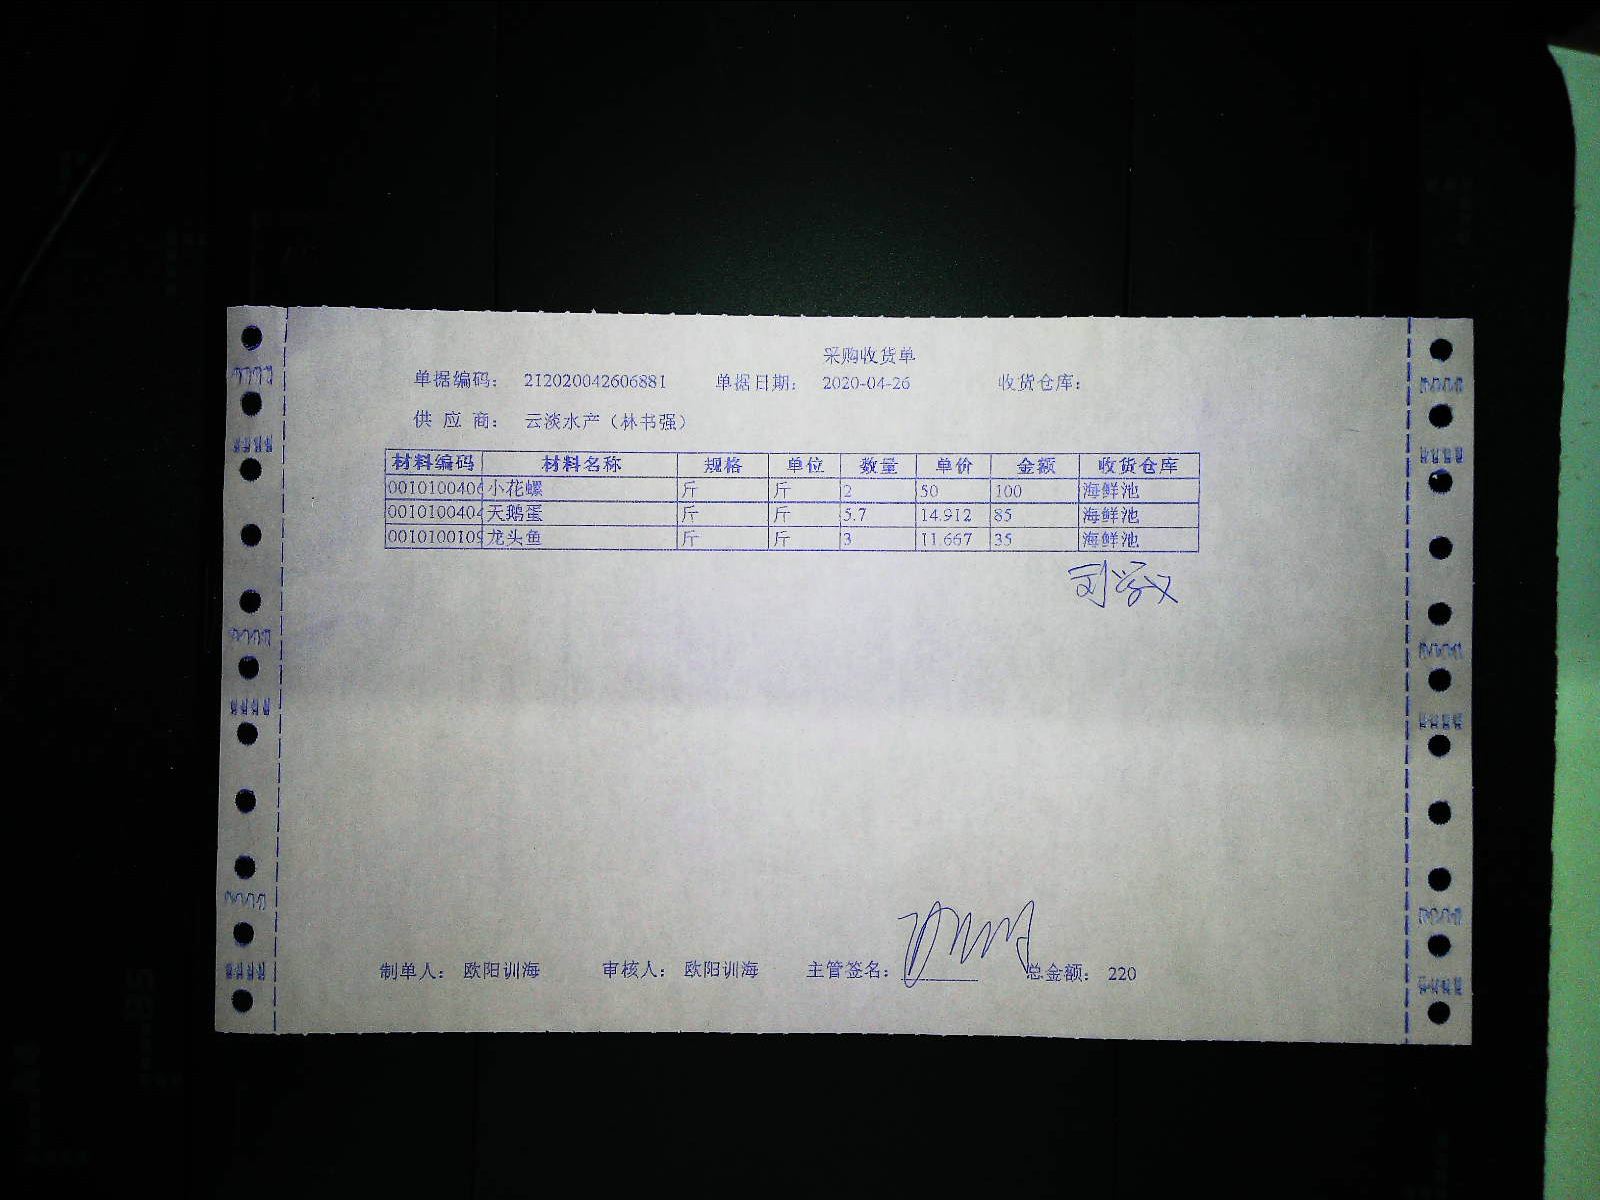 采购收货单
单据编码： 212020042606881 单据日期： 2020-04-26 收货仓库：
供 应 商： 云淡水产（林书强）
材料编码 材料名称 规格 单位 数量 单价 金额 收货仓库
0010100406 小花螺 斤 斤 2 50 100 海鲜池
0010100404 天鹅蛋 斤 斤 5.7 14.912 85 海鲜池
0010100109 龙头鱼 斤 斤 3 11.667 35 海鲜池
制单人： 欧阳训海 审核人： 欧阳训海 主管签名： 总金额： 220